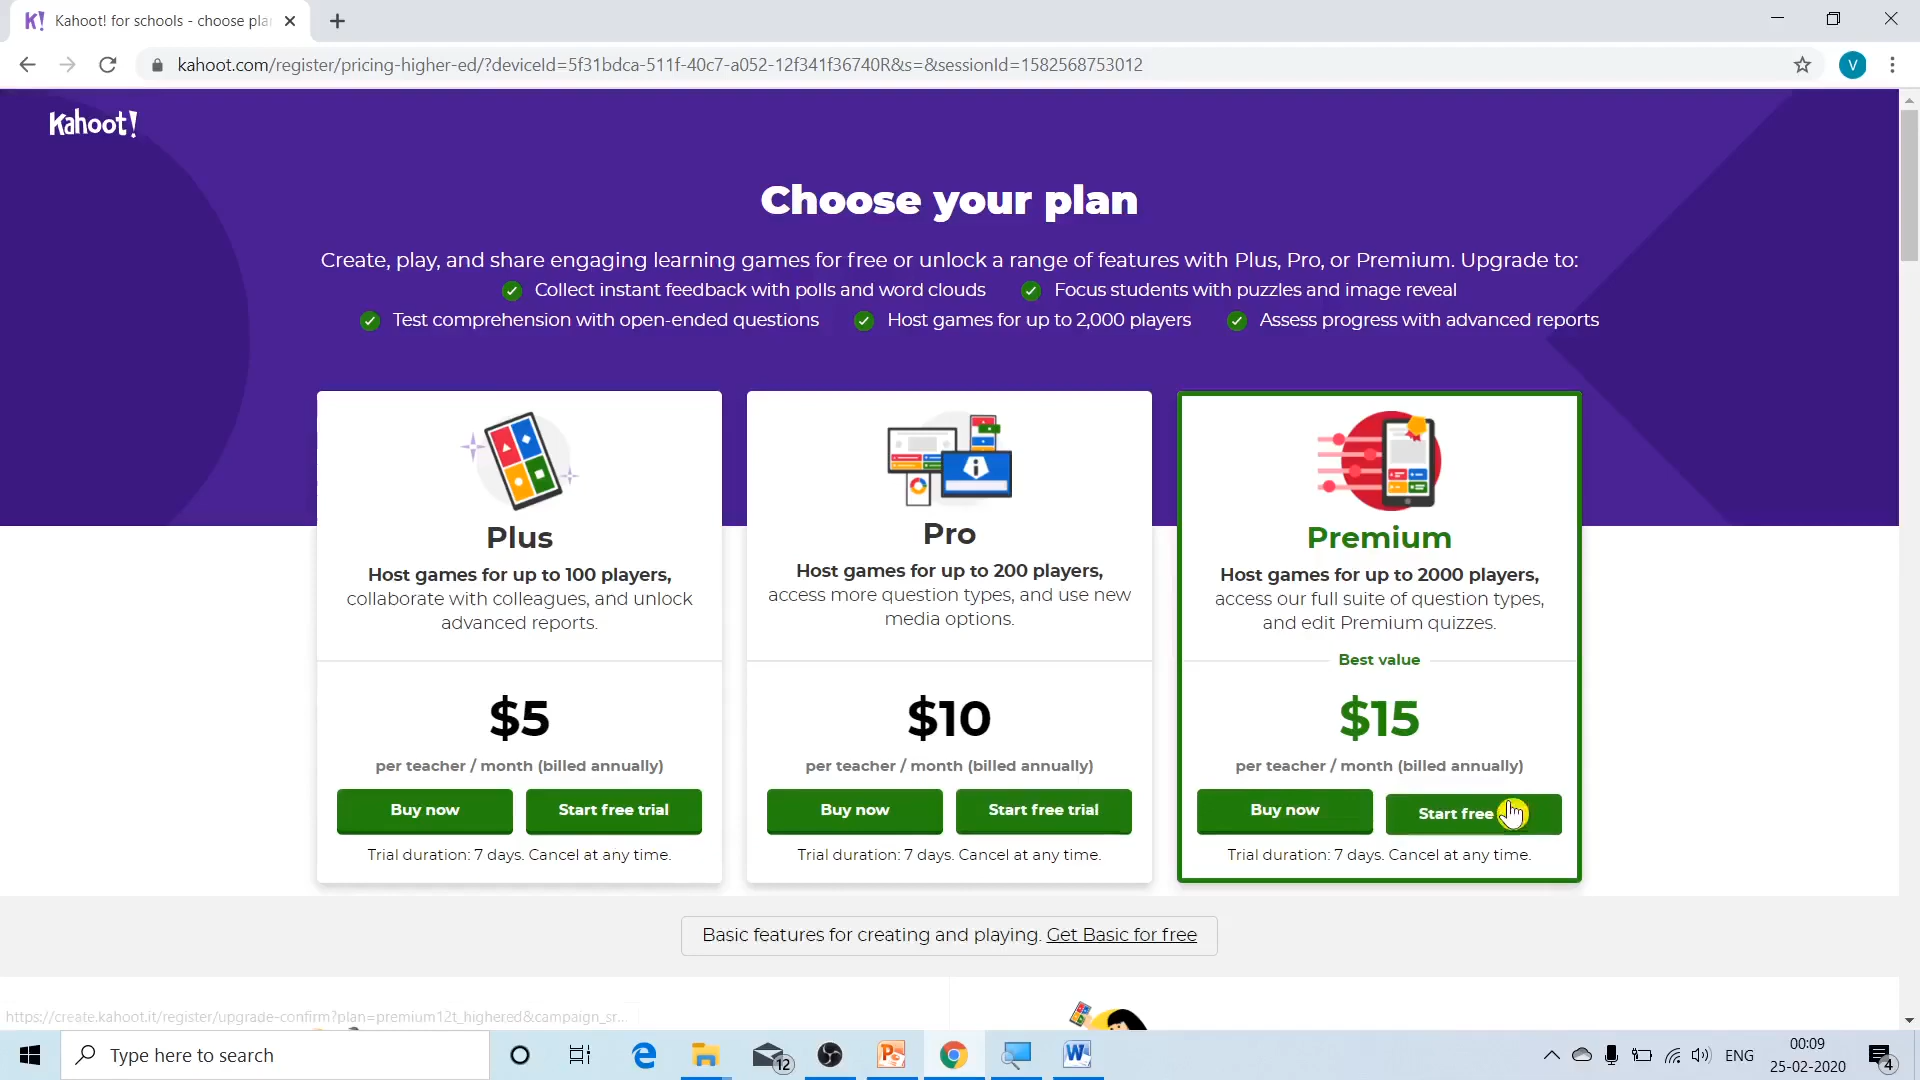 Kahoot! for schools - choose pla
kahoot.com/register/pricing-higher-ed/?deviceId=5f31bdca-511f-40c7-a052-12f341f36740R&s=&sessionId=1582568753012
V
Kahoot!
Choose your plan
Create, play, and share engaging learning games for free or unlock a range of features with Plus, Pro, or Premium. Upgrade to:
Collect instant feedback with polls and word clouds Focus students with puzzles and image reveal
Test comprehension with open-ended questions Host games for up to 2,000 players Assess progress with advanced reports
Plus
Host games for up to 100 players,
collaborate with colleagues, and unlock
advanced reports.
$5
per teacher / month (billed annually)
Buy now Start free trial
Trial duration: 7 days. Cancel at any time.
Pro
Host games for up to 200 players,
access more question types, and use new
media options.
$10
per teacher / month (billed annually)
Buy now Start free trial
Trial duration: 7 days. Cancel at any time.
Premium
Host games for up to 2000 players,
access our full suite of question types,
and edit Premium quizzes.
Best value
$15
per teacher / month (billed annually)
Buy now Start free
Trial duration: 7 days. Cancel at any time.
Basic features for creating and playing. Get Basic for free
https://create.kahoot.it/register/upgrade-confirm?plan=premium12t_highered&campaign_sr...
Type here to search
12
ENG
00:09
25-02-2020
4